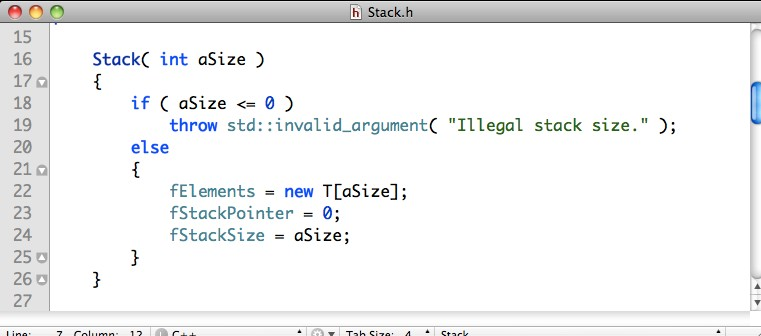 Stack.h
15
16 Stack( int aSize )
17 {
18 if ( aSize <= 0 )
19 throw std::invalid_argument( "Illegal stack size." );
20 else
21 {
22 fElements = new T[aSize];
23 fStackPointer = 0;
24 fStackSize = aSize;
25 }
26 }
27
Line: 7 Column: 12 C++ Tab Size: 4 Stack